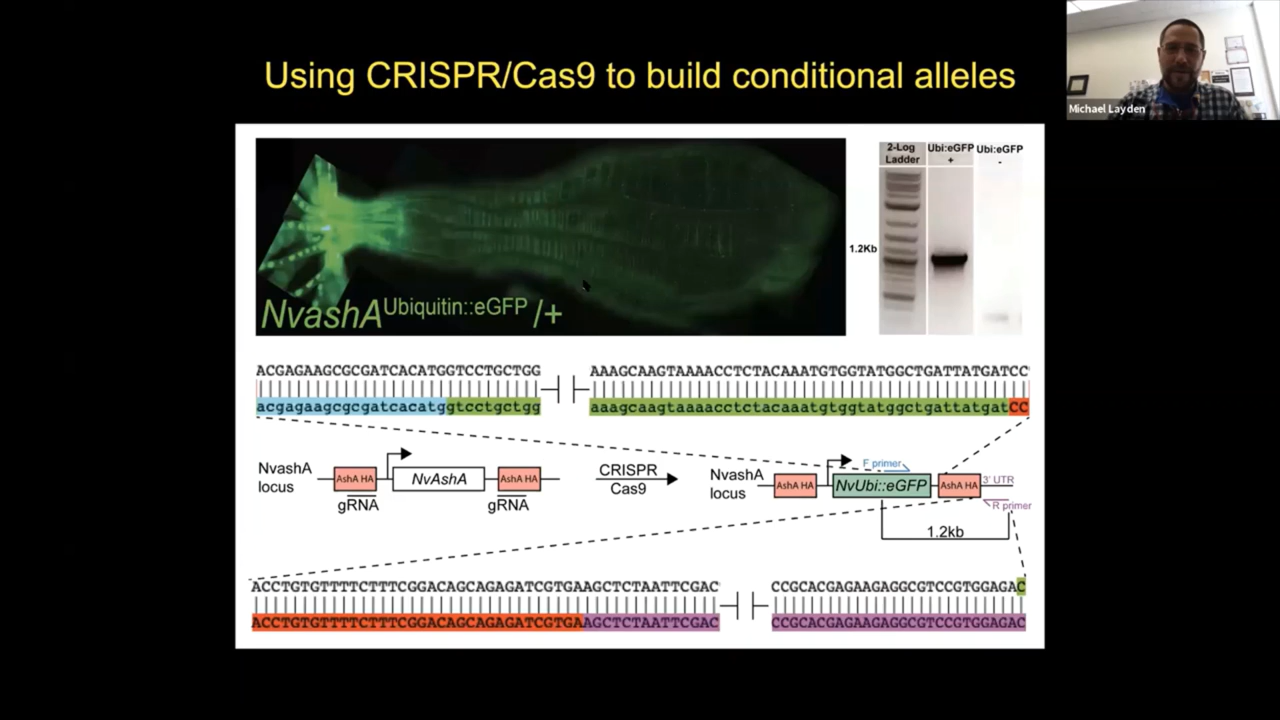 Using CRISPR/Cas9 to build conditional alleles
Michael Layden
NvashA^Ubiquitin::eGFP /+
2-Log Ladder
Ubi:eGFP +
Ubi:eGFP -
1.2Kb
ACGAGAAGCGCGATCACATGGTCCTGCTGG
AAAGCAAGTAAAACCTCTACAAATGTGGTATGGCTGATTATGATCC
acgagaagcgcgatcacatggtcctgctgg
aaagcaagtaaaacctctacaaatgtggtatggctgattatgatCC
NvashA locus
AshA HA
NvAshA
AshA HA
gRNA
gRNA
CRISPR
Cas9
NvashA locus
AshA HA
F primer
NvUbi::eGFP
AshA HA
3' UTR
R primer
1.2kb
ACCTGTGTTTTCTTTCGGACAGCAGAGATCGTGAAGCTCTAATTCGAC
CCGCACGAGAAGAGGCGTCCGTGGAGAC
ACCTGTGTTTTCTTTCGGACAGCAGAGATCGTGAAGCTCTAATTCGAC
CCGCACGAGAAGAGGCGTCCGTGGAGAC